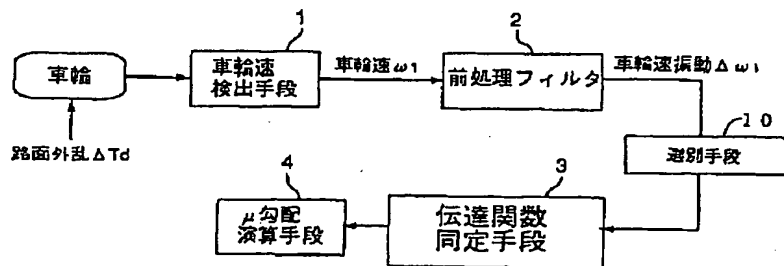 1
車輪
車輪速
検出手段
車輪速ω1
2
前処理フィルタ
車輪速振動Δω1
路面外乱ΔTd
10
選別手段
4
μ勾配
演算手段
3
伝達関数
同定手段